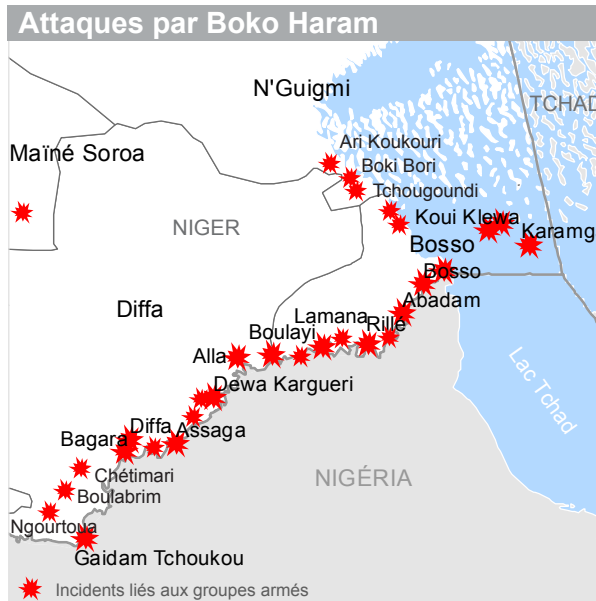 Attaques par Boko Haram
N'Guigmi
TCHAD
Ari Koukouri
Maïné Soroa
Boki Bori
Tchougoundi
Koui Klewa
NIGER
Karamg
Bosso
Bosso
Abadam
Diffa
Lamana
Rillé
Boulayi
Alla
Lac Tchad
Dewa Kargueri
Diffa
Assaga
Bagara
Chétimari
NIGÉRIA
Boulabrim
Ngourtoua
Gaidam Tchoukou
Incidents liés aux groupes armés